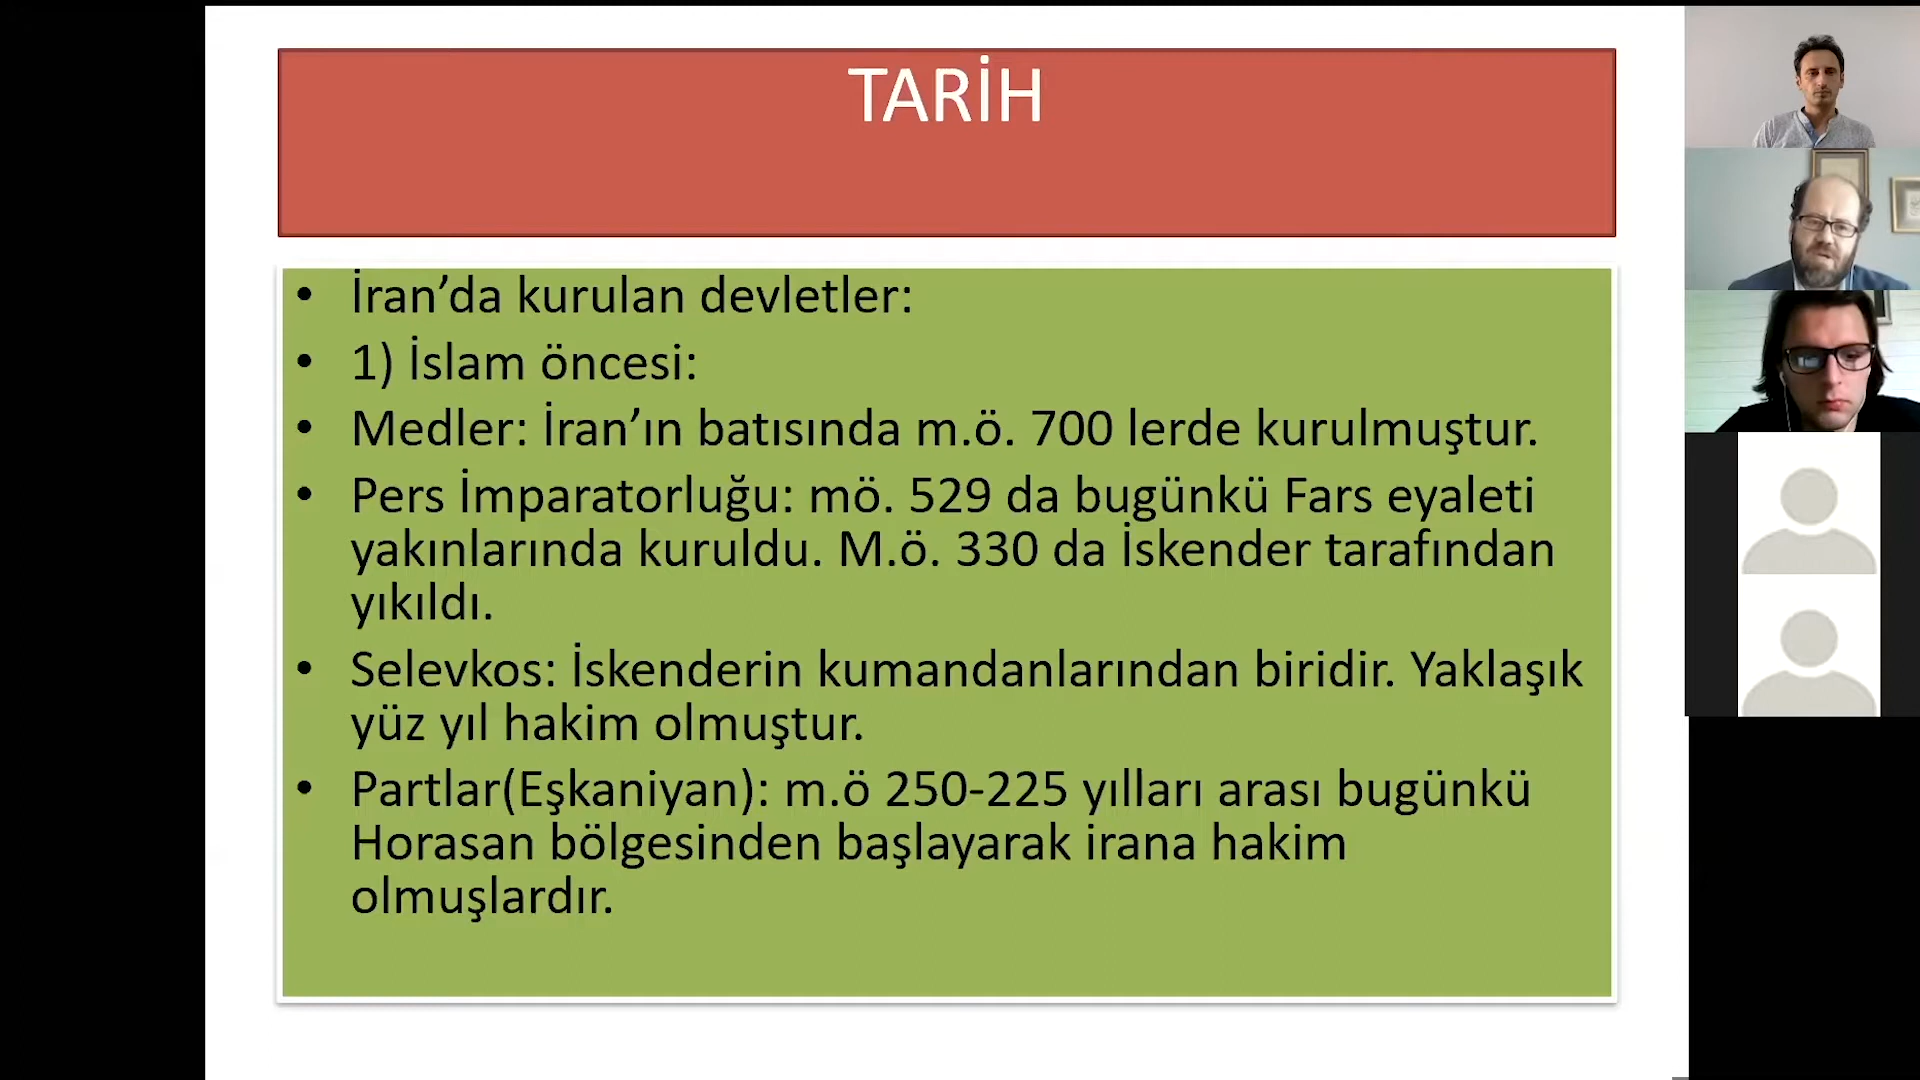 TARİH
• İran’da kurulan devletler:
• 1) İslam öncesi:
• Medler: İran’ın batısında m.ö. 700 lerde kurulmuştur.
• Pers İmparatorluğu: mö. 529 da bugünkü Fars eyaleti
yakınlarında kuruldu. M.ö. 330 da İskender tarafından
yıkıldı.
• Selevkos: İskenderin kumandanlarından biridir. Yaklaşık
yüz yıl hakim olmuştur.
• Partlar(Eşkaniyan): m.ö 250-225 yılları arası bugünkü
Horasan bölgesinden başlayarak irana hakim
olmuşlardır.